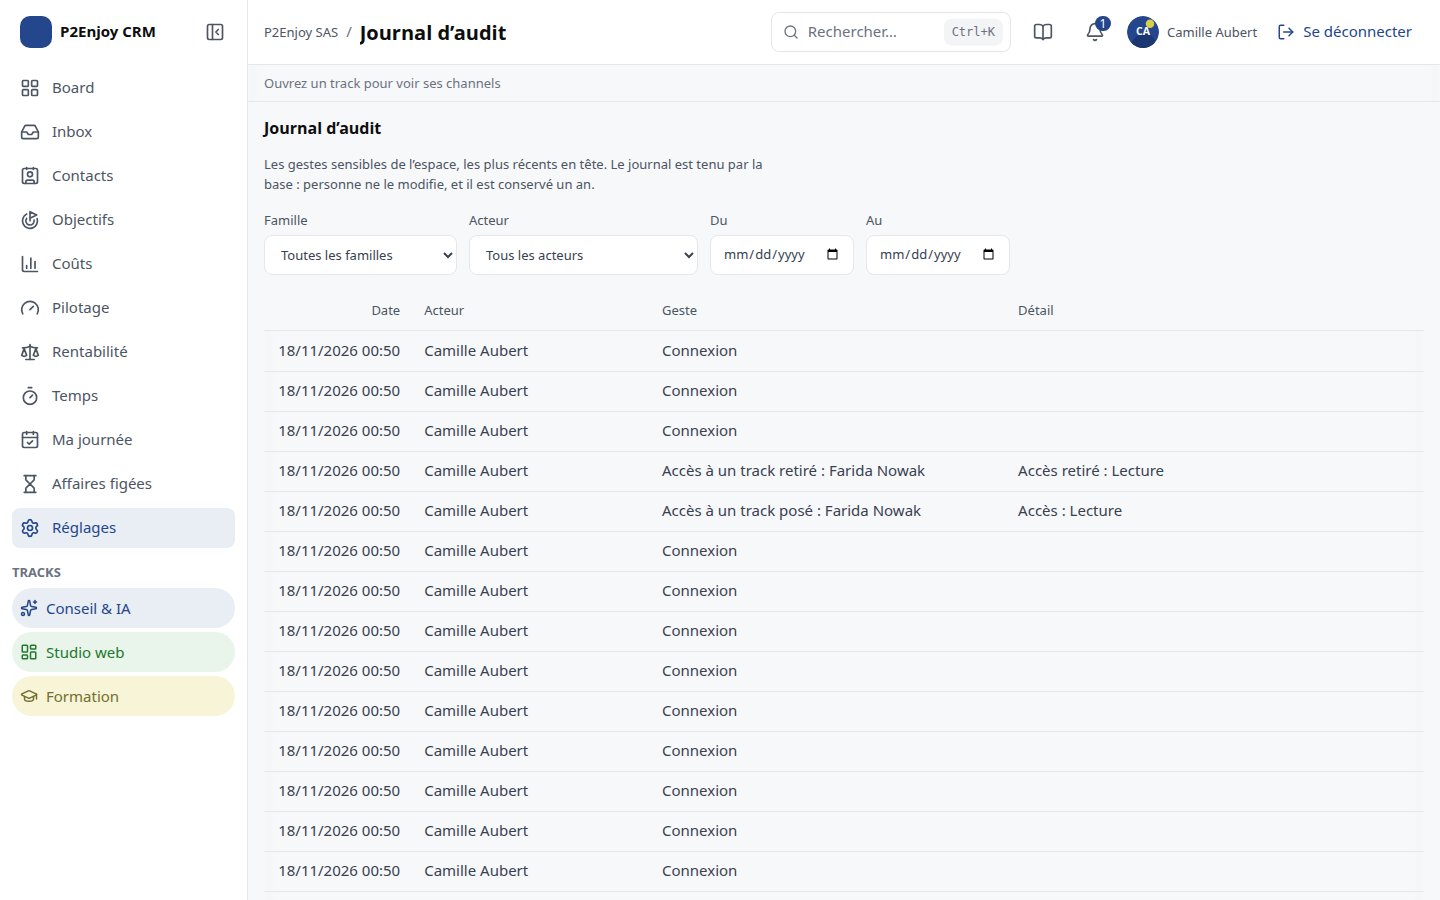 P2Enjoy CRM
P2Enjoy SAS / Journal d’audit
Rechercher...
Ctrl+K
1
CA
Camille Aubert
Se déconnecter
Board
Inbox
Contacts
Objectifs
Coûts
Pilotage
Rentabilité
Temps
Ma journée
Affaires figées
Réglages
TRACKS
Conseil & IA
Studio web
Formation
Ouvrez un track pour voir ses channels
Journal d’audit
Les gestes sensibles de l’espace, les plus récents en tête. Le journal est tenu par la
base : personne ne le modifie, et il est conservé un an.
Famille Acteur Du Au
Toutes les familles Tous les acteurs mm/dd/yyyy mm/dd/yyyy
Date Acteur Geste Détail
18/11/2026 00:50 Camille Aubert Connexion
18/11/2026 00:50 Camille Aubert Connexion
18/11/2026 00:50 Camille Aubert Connexion
18/11/2026 00:50 Camille Aubert Accès à un track retiré : Farida Nowak Accès retiré : Lecture
18/11/2026 00:50 Camille Aubert Accès à un track posé : Farida Nowak Accès : Lecture
18/11/2026 00:50 Camille Aubert Connexion
18/11/2026 00:50 Camille Aubert Connexion
18/11/2026 00:50 Camille Aubert Connexion
18/11/2026 00:50 Camille Aubert Connexion
18/11/2026 00:50 Camille Aubert Connexion
18/11/2026 00:50 Camille Aubert Connexion
18/11/2026 00:50 Camille Aubert Connexion
18/11/2026 00:50 Camille Aubert Connexion
18/11/2026 00:50 Camille Aubert Connexion